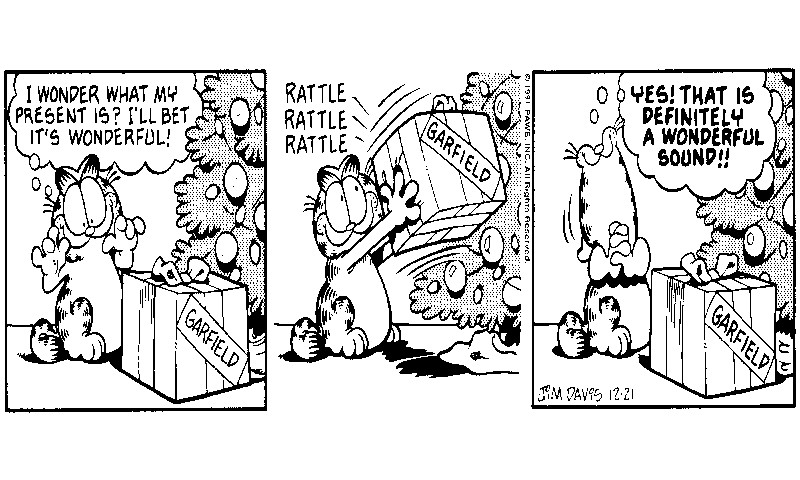 I WONDER WHAT MY
PRESENT IS? I'LL BET
IT'S WONDERFUL!
GARFIELD
RATTLE
RATTLE
RATTLE
GARFIELD
© 1991 PAWS, INC. All Rights Reserved
YES! THAT IS
DEFINITELY
A WONDERFUL
SOUND!!
GARFIELD
JIM DAVIS 12·21